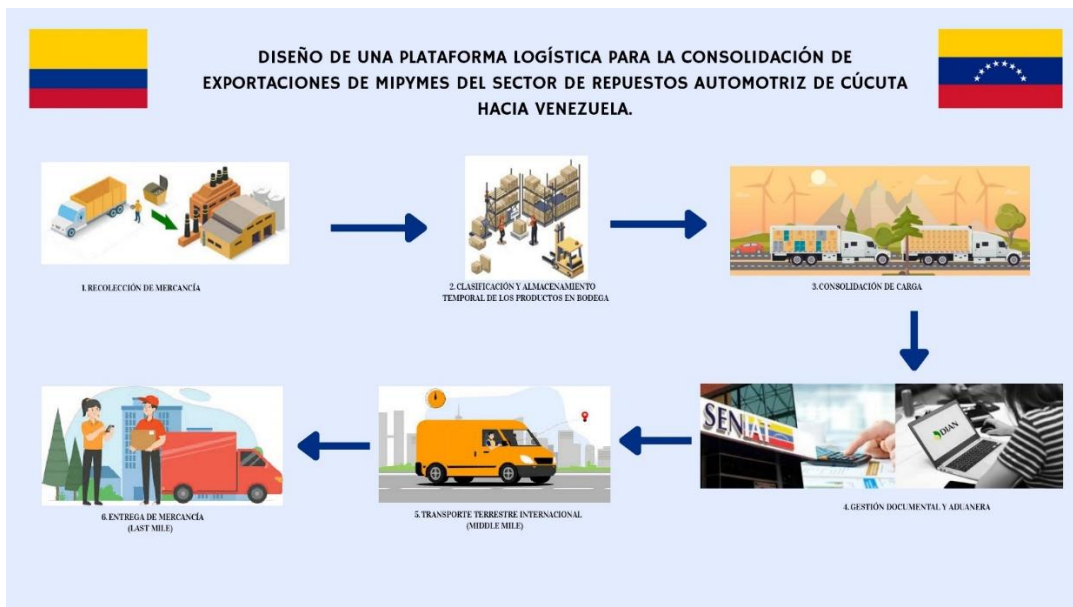 DISEÑO DE UNA PLATAFORMA LOGÍSTICA PARA LA CONSOLIDACIÓN DE
EXPORTACIONES DE MIPYMES DEL SECTOR DE REPUESTOS AUTOMOTRIZ DE CÚCUTA
HACIA VENEZUELA.
1. RECOLECCIÓN DE MERCANCÍA
2. CLASIFICACIÓN Y ALMACENAMIENTO
TEMPORAL DE LOS PRODUCTOS EN BODEGA
3. CONSOLIDACIÓN DE CARGA
SENIAT
DIAN
4. GESTIÓN DOCUMENTAL Y ADUANERA
5. TRANSPORTE TERRESTRE INTERNACIONAL
(MIDDLE MILE)
6. ENTREGA DE MERCANCÍA
(LAST MILE)